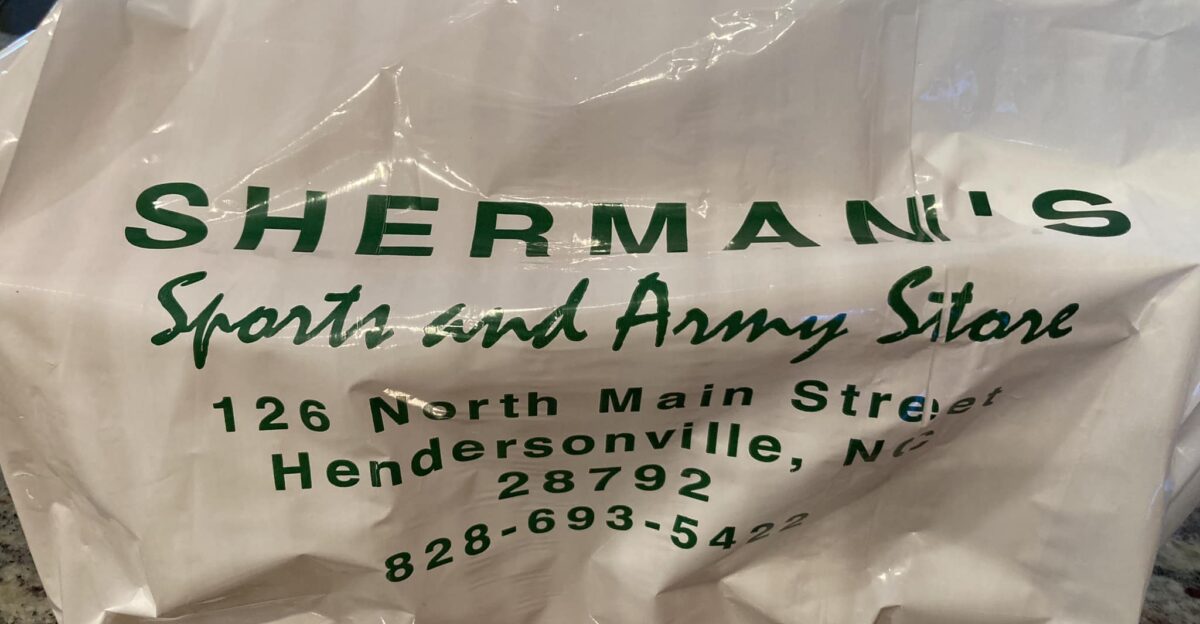 SHERMAN'S
Sports and Army Store
126 North Main Street
Hendersonville, NC
28792
828-693-5422